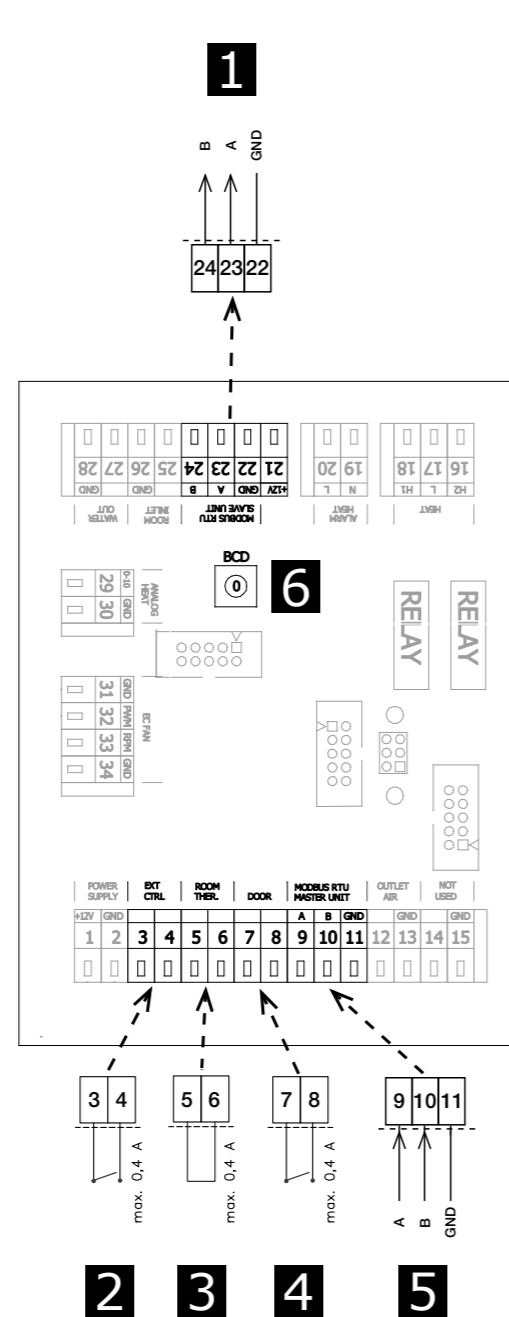 1
B A GND
24 23 22
28 27 26 25 24 23 22 21
GND GND B A GND +12V
WATER OUT
ROOM INLET
MODBUS RTU SLAVE UNIT
20 19
L N
ALARM HEAT
18 17 16
H1 L H2
HEAT
BCD
0
6
29 0-10
30 GND
ANALOG HEAT
31 GND
32 PWM
33 RPM
34 GND
EC FAN
RELAY RELAY
POWER SUPPLY
EXT CTRL
ROOM THER.
DOOR
MODBUS RTU MASTER UNIT
OUTLET AIR
NOT USED
+12V GND A B GND GND GND
1 2 3 4 5 6 7 8 9 10 11 12 13 14 15
3 4
max. 0,4 A
5 6
max. 0,4 A
7 8
max. 0,4 A
9 10 11
A B GND
2 3 4 5